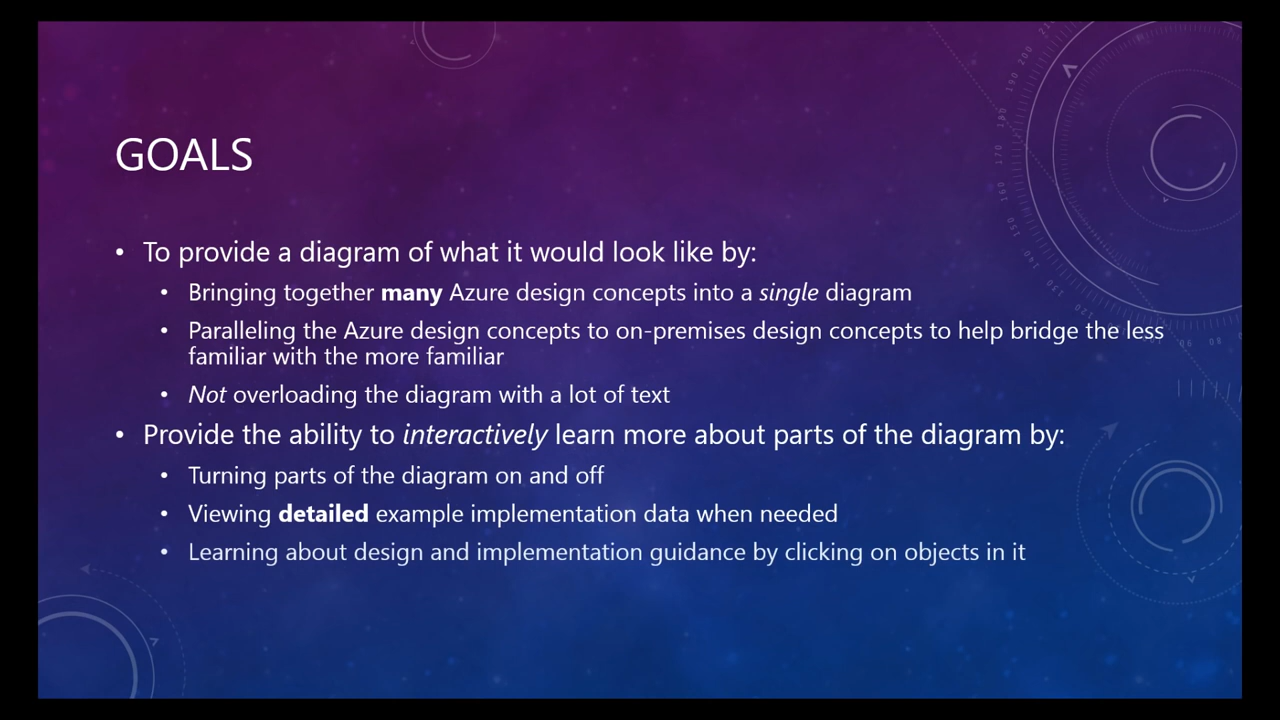 GOALS
• To provide a diagram of what it would look like by:
• Bringing together many Azure design concepts into a single diagram
• Paralleling the Azure design concepts to on-premises design concepts to help bridge the less
familiar with the more familiar
• Not overloading the diagram with a lot of text
• Provide the ability to interactively learn more about parts of the diagram by:
• Turning parts of the diagram on and off
• Viewing detailed example implementation data when needed
• Learning about design and implementation guidance by clicking on objects in it